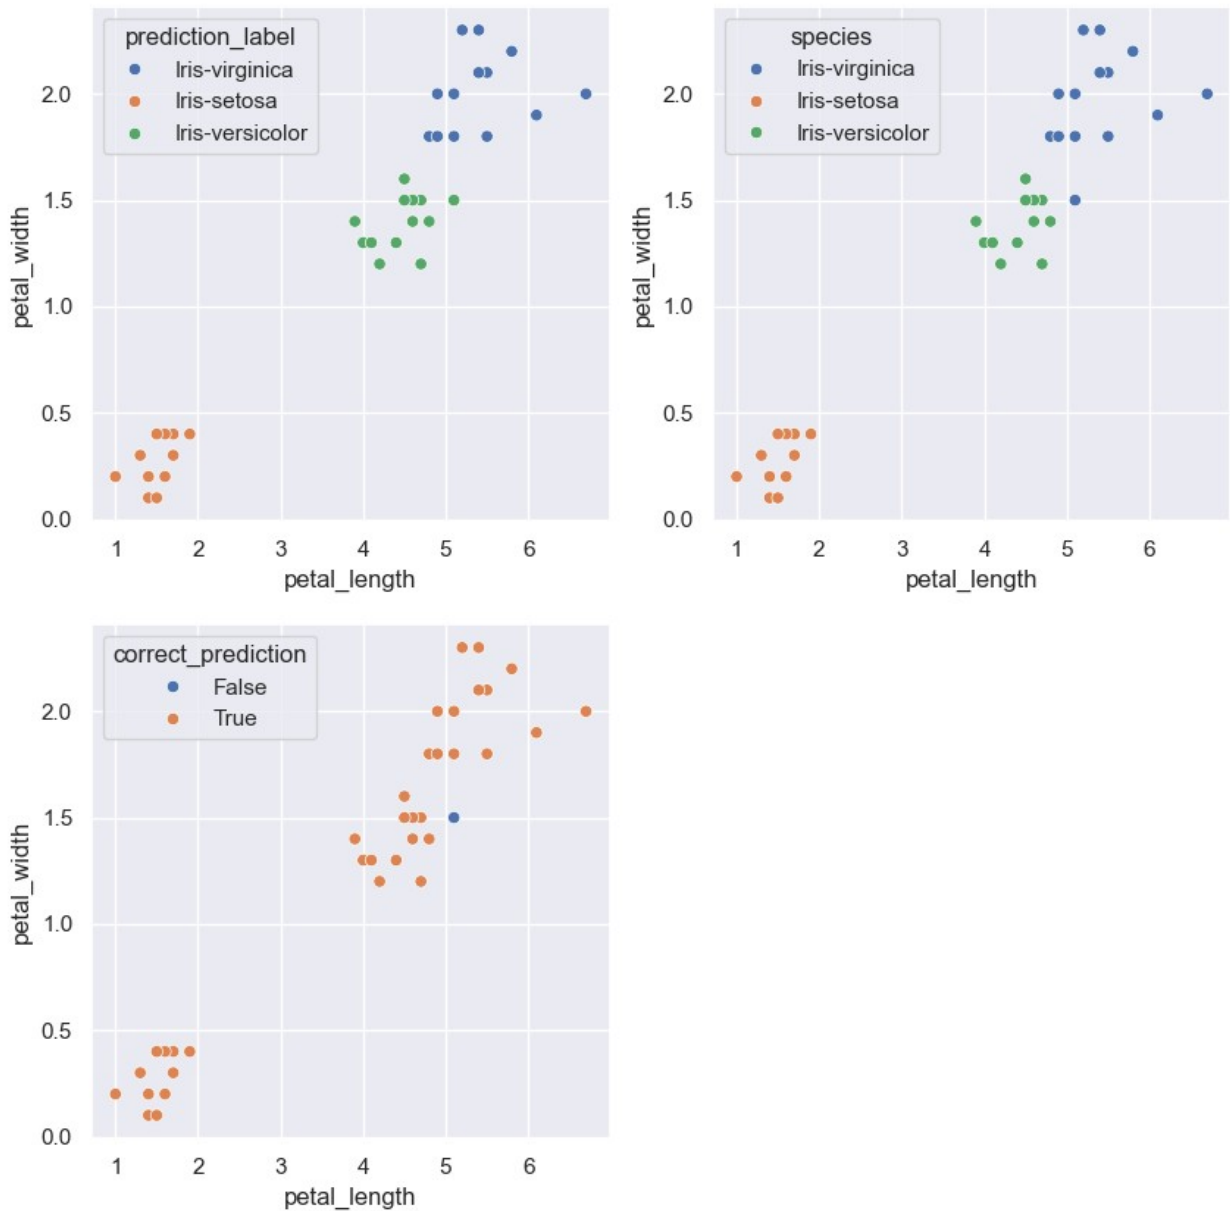 prediction_label
Iris-virginica
Iris-setosa
Iris-versicolor
2.0
1.5
1.0
0.5
0.0
petal_width
1 2 3 4 5 6
petal_length
species
Iris-virginica
Iris-setosa
Iris-versicolor
2.0
1.5
1.0
0.5
0.0
petal_width
1 2 3 4 5 6
petal_length
correct_prediction
False
True
2.0
1.5
1.0
0.5
0.0
petal_width
1 2 3 4 5 6
petal_length